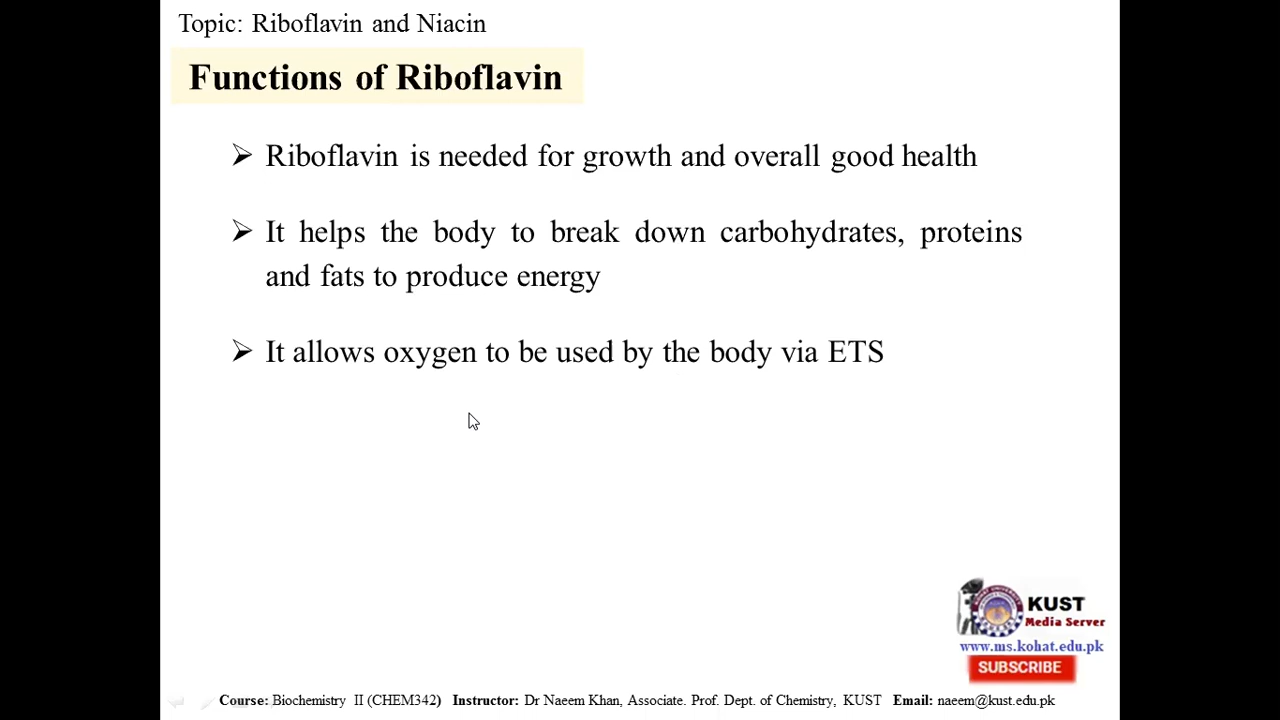 Topic: Riboflavin and Niacin
Functions of Riboflavin
➢ Riboflavin is needed for growth and overall good health
➢ It helps the body to break down carbohydrates, proteins
and fats to produce energy
➢ It allows oxygen to be used by the body via ETS
KUST
Media Server
www.ms.kohat.edu.pk
SUBSCRIBE
Course: Biochemistry II (CHEM342) Instructor: Dr Naeem Khan, Associate. Prof. Dept. of Chemistry, KUST Email: naeem@kust.edu.pk